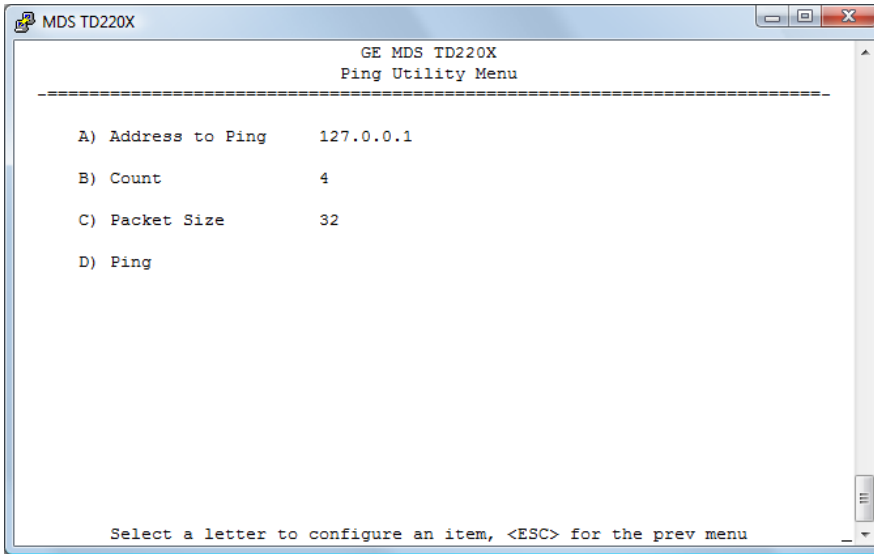 MDS TD220X
GE MDS TD220X
Ping Utility Menu
-==========================================================================-
A) Address to Ping 127.0.0.1
B) Count 4
C) Packet Size 32
D) Ping
Select a letter to configure an item, <ESC> for the prev menu _